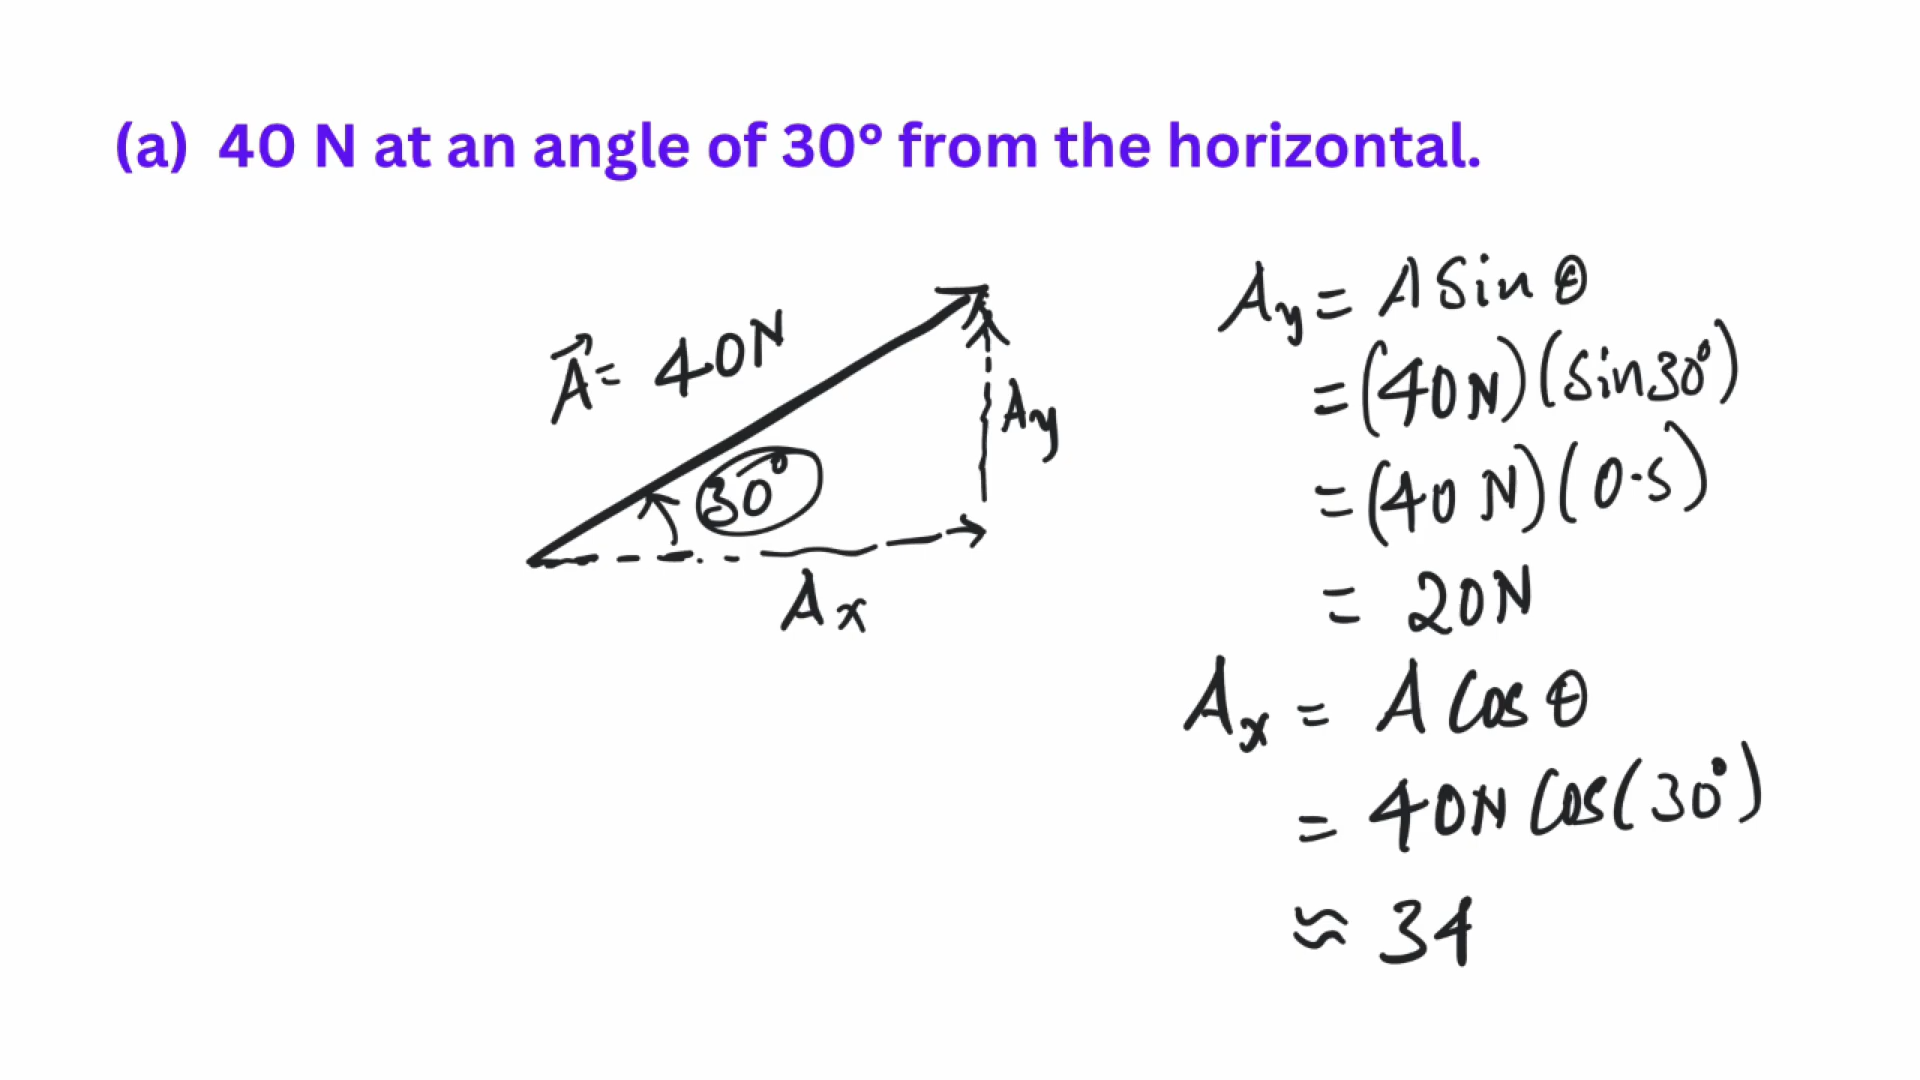 (a) 40 N at an angle of 30° from the horizontal.
A⃗ = 40N
30°
Ay
Ax
Ay = A Sin θ
= (40N)(Sin30°)
= (40 N)(0.5)
= 20N
Ax = A Cos θ
= 40N Cos(30°)
≈ 34